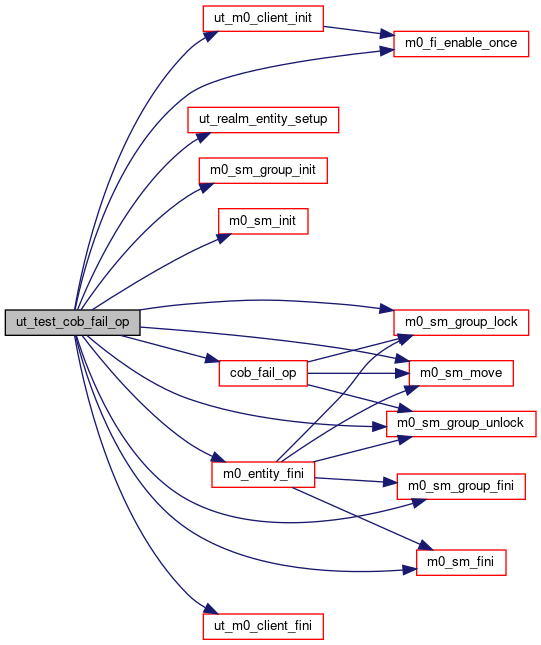 ut_m0_client_init
m0_fi_enable_once
ut_realm_entity_setup
m0_sm_group_init
m0_sm_init
ut_test_cob_fail_op
m0_sm_group_lock
cob_fail_op
m0_sm_move
m0_sm_group_unlock
m0_entity_fini
m0_sm_group_fini
m0_sm_fini
ut_m0_client_fini